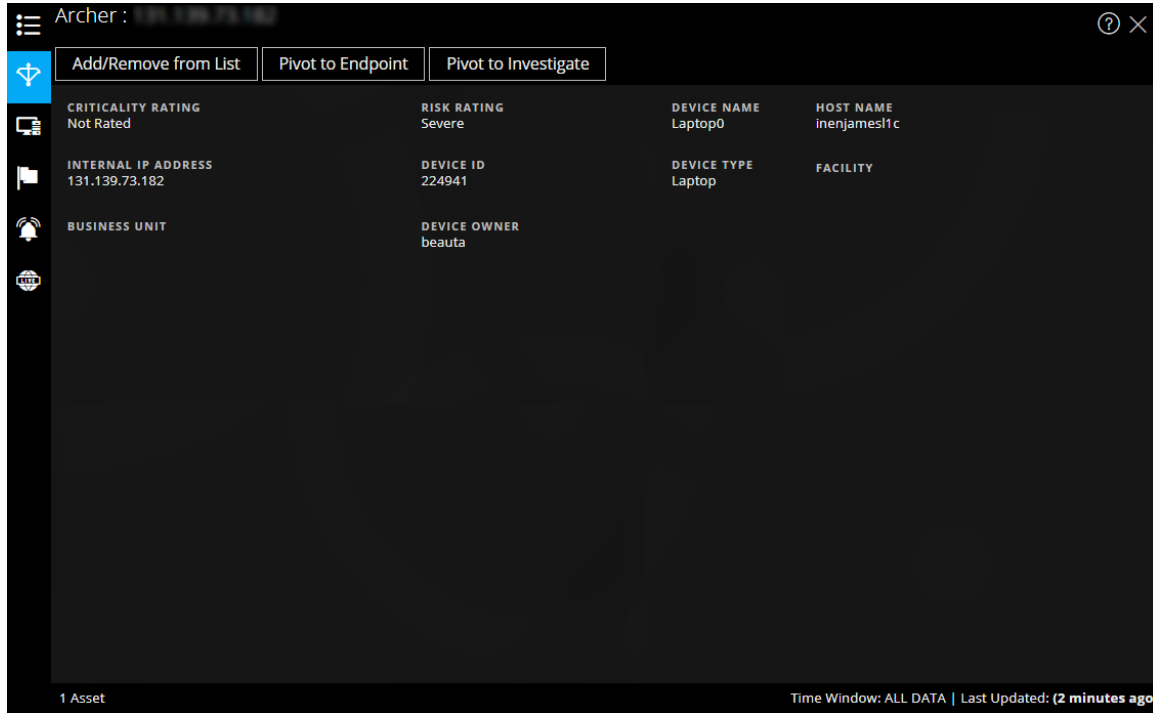 Archer :
Add/Remove from List Pivot to Endpoint Pivot to Investigate
CRITICALITY RATING RISK RATING DEVICE NAME HOST NAME
Not Rated Severe Laptop0 inenjamesl1c
INTERNAL IP ADDRESS DEVICE ID DEVICE TYPE FACILITY
131.139.73.182 224941 Laptop
BUSINESS UNIT DEVICE OWNER
beauta
LIVE
1 Asset Time Window: ALL DATA | Last Updated: (2 minutes ago